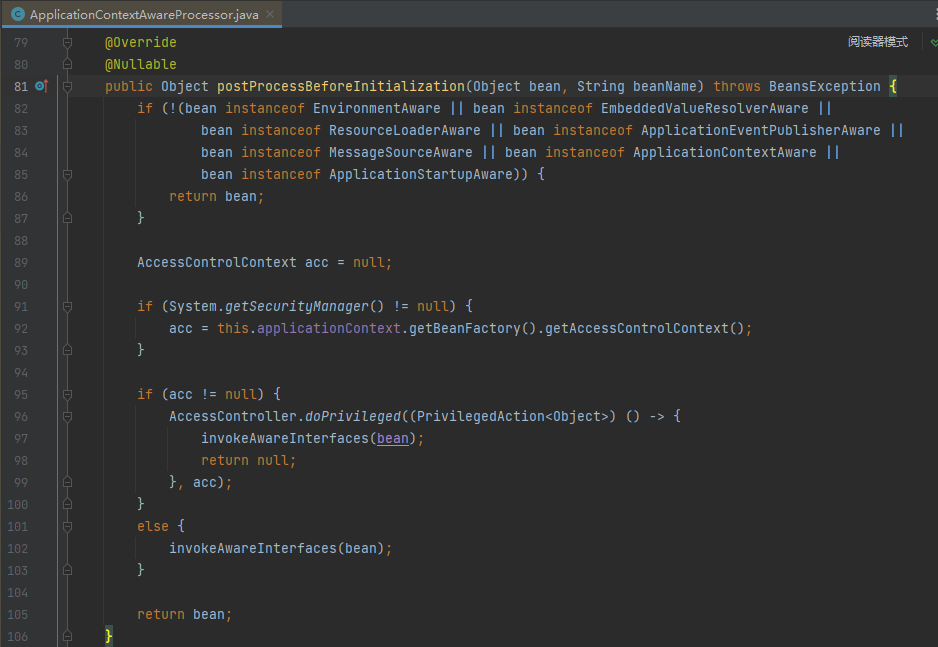 ApplicationContextAwareProcessor.java
阅读器模式
79 @Override
80 @Nullable
81 public Object postProcessBeforeInitialization(Object bean, String beanName) throws BeansException {
82 if (!(bean instanceof EnvironmentAware || bean instanceof EmbeddedValueResolverAware ||
83 bean instanceof ResourceLoaderAware || bean instanceof ApplicationEventPublisherAware ||
84 bean instanceof MessageSourceAware || bean instanceof ApplicationContextAware ||
85 bean instanceof ApplicationStartupAware)) {
86 return bean;
87 }
88
89 AccessControlContext acc = null;
90
91 if (System.getSecurityManager() != null) {
92 acc = this.applicationContext.getBeanFactory().getAccessControlContext();
93 }
94
95 if (acc != null) {
96 AccessController.doPrivileged((PrivilegedAction<Object>) () -> {
97 invokeAwareInterfaces(bean);
98 return null;
99 }, acc);
100 }
101 else {
102 invokeAwareInterfaces(bean);
103 }
104
105 return bean;
106 }